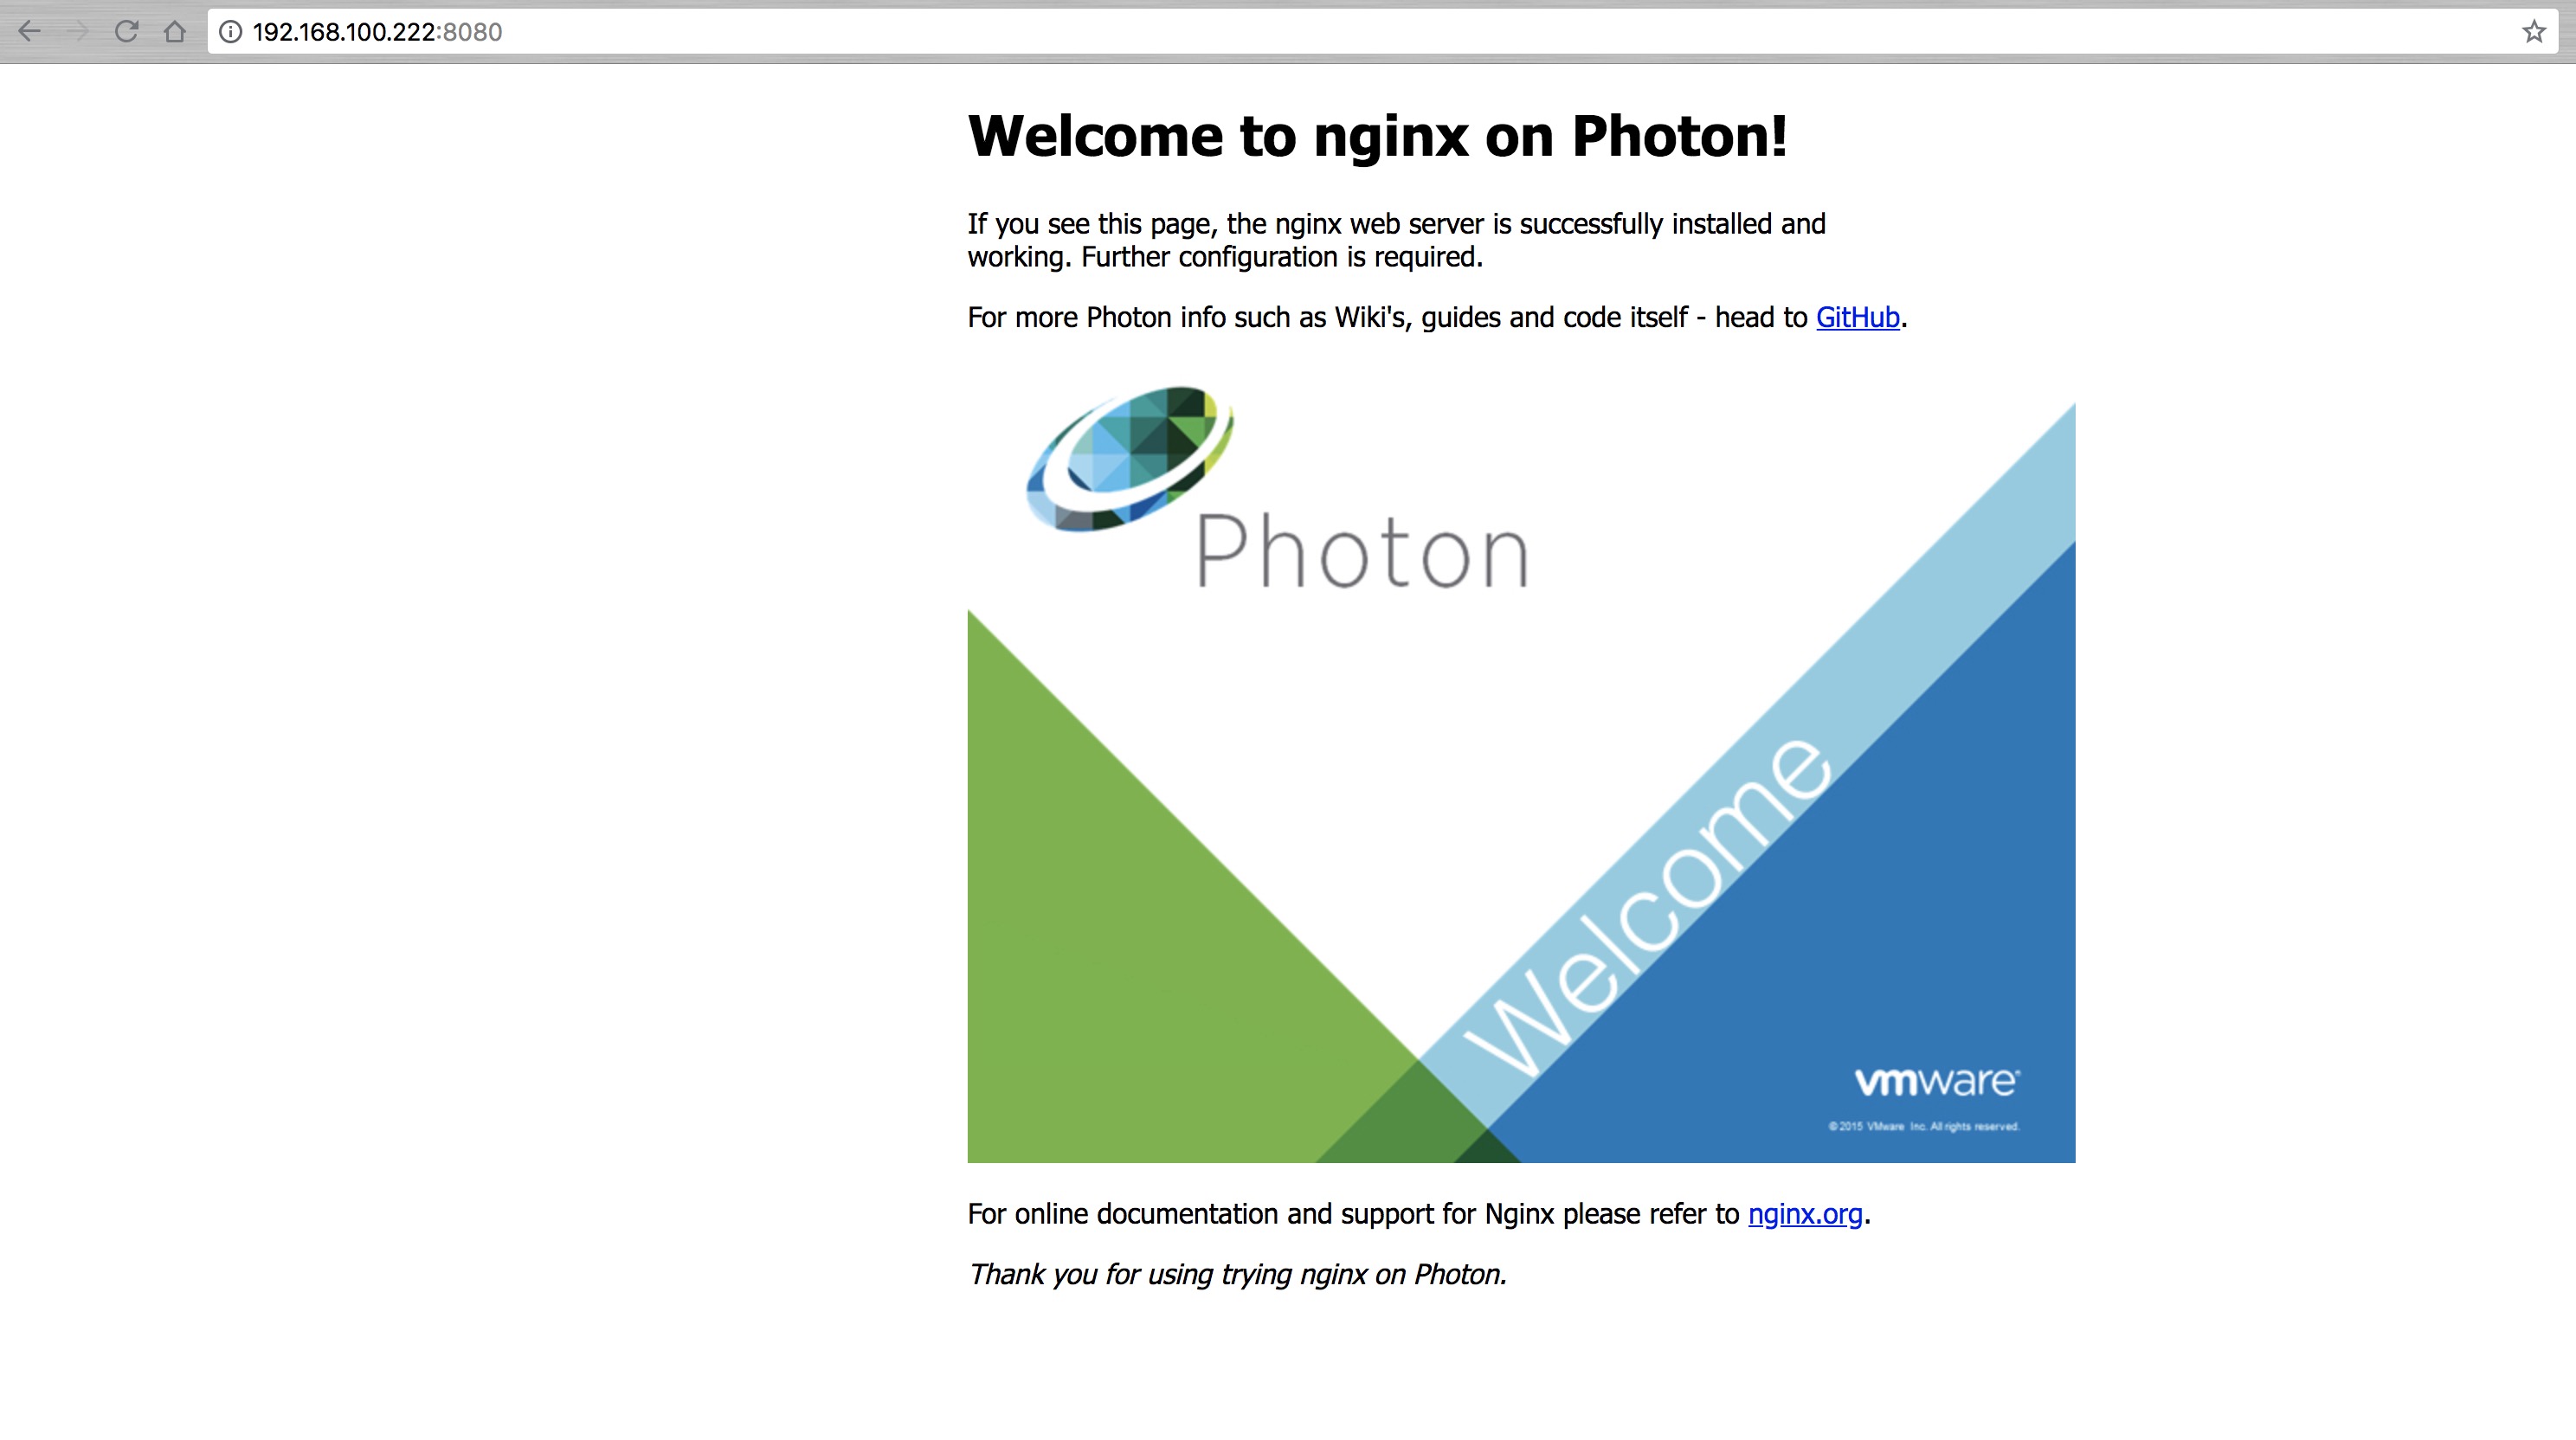 192.168.100.222:8080
Welcome to nginx on Photon!
If you see this page, the nginx web server is successfully installed and
working. Further configuration is required.
For more Photon info such as Wiki's, guides and code itself - head to GitHub.
Photon
Welcome
vmware®
© 2015 VMware Inc. All rights reserved.
For online documentation and support for Nginx please refer to nginx.org.
Thank you for using trying nginx on Photon.